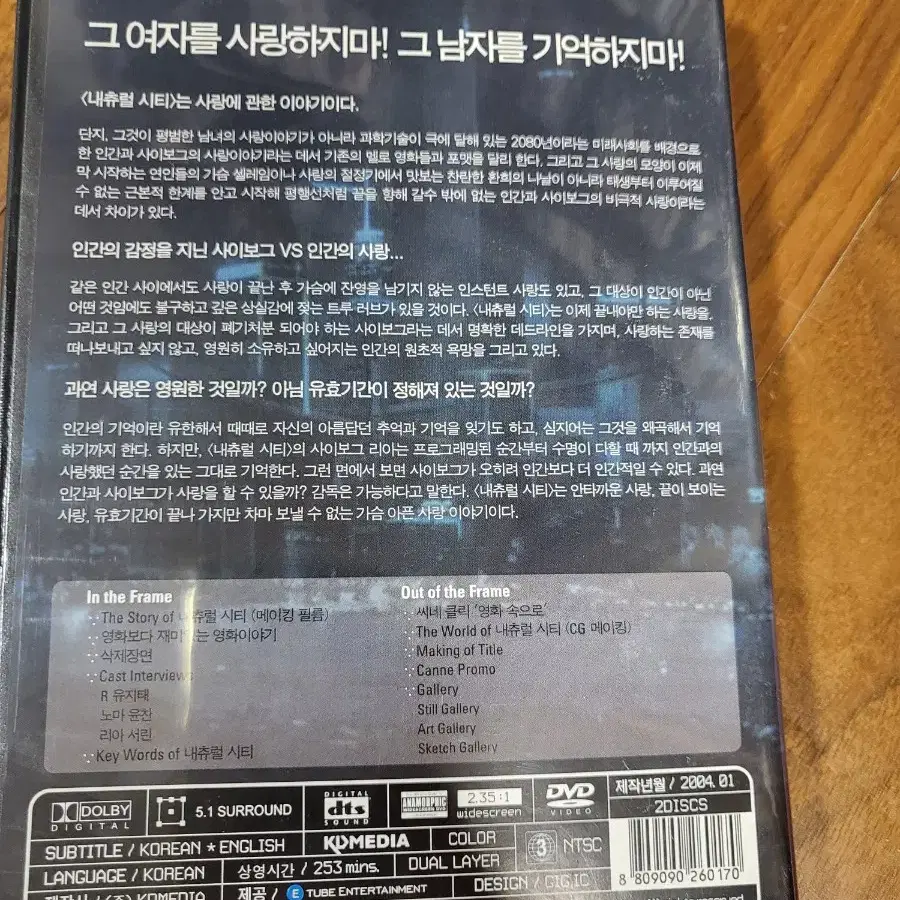 그 여자를 사랑하지마! 그 남자를 기억하지마!
〈내츄럴 시티〉는 사랑에 관한 이야기이다.
단지, 그것이 평범한 남녀의 사랑이야기가 아니라 과학기술이 극에 달해 있는 2080년이라는 미래사회를 배경으로
한 인간과 사이보그의 사랑이야기라는 데서 기존의 멜로 영화들과 포맷을 달리 한다. 그리고 그 사랑의 모양이 이제
막 시작하는 연인들의 가슴 설레임이나 사랑의 절정기에서 맛보는 찬란한 환희의 나날이 아니라 태생부터 이루어질
수 없는 근본적 한계를 안고 시작해 평행선처럼 끝을 향해 갈수 밖에 없는 인간과 사이보그의 비극적 사랑이라는
데서 차이가 있다.
인간의 감정을 지닌 사이보그 VS 인간의 사랑...
같은 인간 사이에서도 사랑이 끝난 후 가슴에 잔영을 남기지 않는 인스턴트 사랑도 있고, 그 대상이 인간이 아닌
어떤 것임에도 불구하고 깊은 상실감에 젖는 트루 러브가 있을 것이다. 〈내츄럴 시티〉는 이제 끝내야만 하는 사랑을,
그리고 그 사랑의 대상이 폐기처분 되어야 하는 사이보그라는 데서 명확한 데드라인을 가지며, 사랑하는 존재를
떠나보내고 싶지 않고, 영원히 소유하고 싶어지는 인간의 원초적 욕망을 그리고 있다.
과연 사랑은 영원한 것일까? 아님 유효기간이 정해져 있는 것일까?
인간의 기억이란 유한해서 때때로 자신의 아름답던 추억과 기억을 잊기도 하고, 심지어는 그것을 왜곡해서 기억
하기까지 한다. 하지만, 〈내츄럴 시티〉의 사이보그 리아는 프로그래밍된 순간부터 수명이 다할 때 까지 인간과의
사랑했던 순간을 있는 그대로 기억한다. 그런 면에서 보면 사이보그가 오히려 인간보다 더 인간적일 수 있다. 과연
인간과 사이보그가 사랑을 할 수 있을까? 감독은 가능하다고 말한다. 〈내츄럴 시티〉는 안타까운 사랑, 끝이 보이는
사랑, 유효기간이 끝나 가지만 차마 보낼 수 없는 가슴 아픈 사랑 이야기이다.
In the Frame
The Story of 내츄럴 시티 (메이킹 필름)
영화보다 재미있는 영화이야기
삭제장면
Cast Interviews
R 유지태
노마 윤찬
리아 서린
Key Words of 내츄럴 시티
Out of the Frame
씨네 클리 '영화 속으로'
The World of 내츄럴 시티 (CG 메이킹)
Making of Title
Canne Promo
Gallery
Still Gallery
Art Gallery
Sketch Gallery
DOLBY DIGITAL
5.1 SURROUND
DIGITAL dts SOUND
ANAMORPHIC
2.35:1 widescreen
DVD VIDEO
제작년월 / 2004. 01
2DISCS
SUBTITLE / KOREAN * ENGLISH
KDMEDIA
COLOR
3 NTSC
LANGUAGE / KOREAN
상영시간 / 253 mins.
DUAL LAYER
8 809090 260170
제작사 / (주) KDMEDIA
제공 / E TUBE ENTERTAINMENT
DESIGN / GIG.IC
reserved